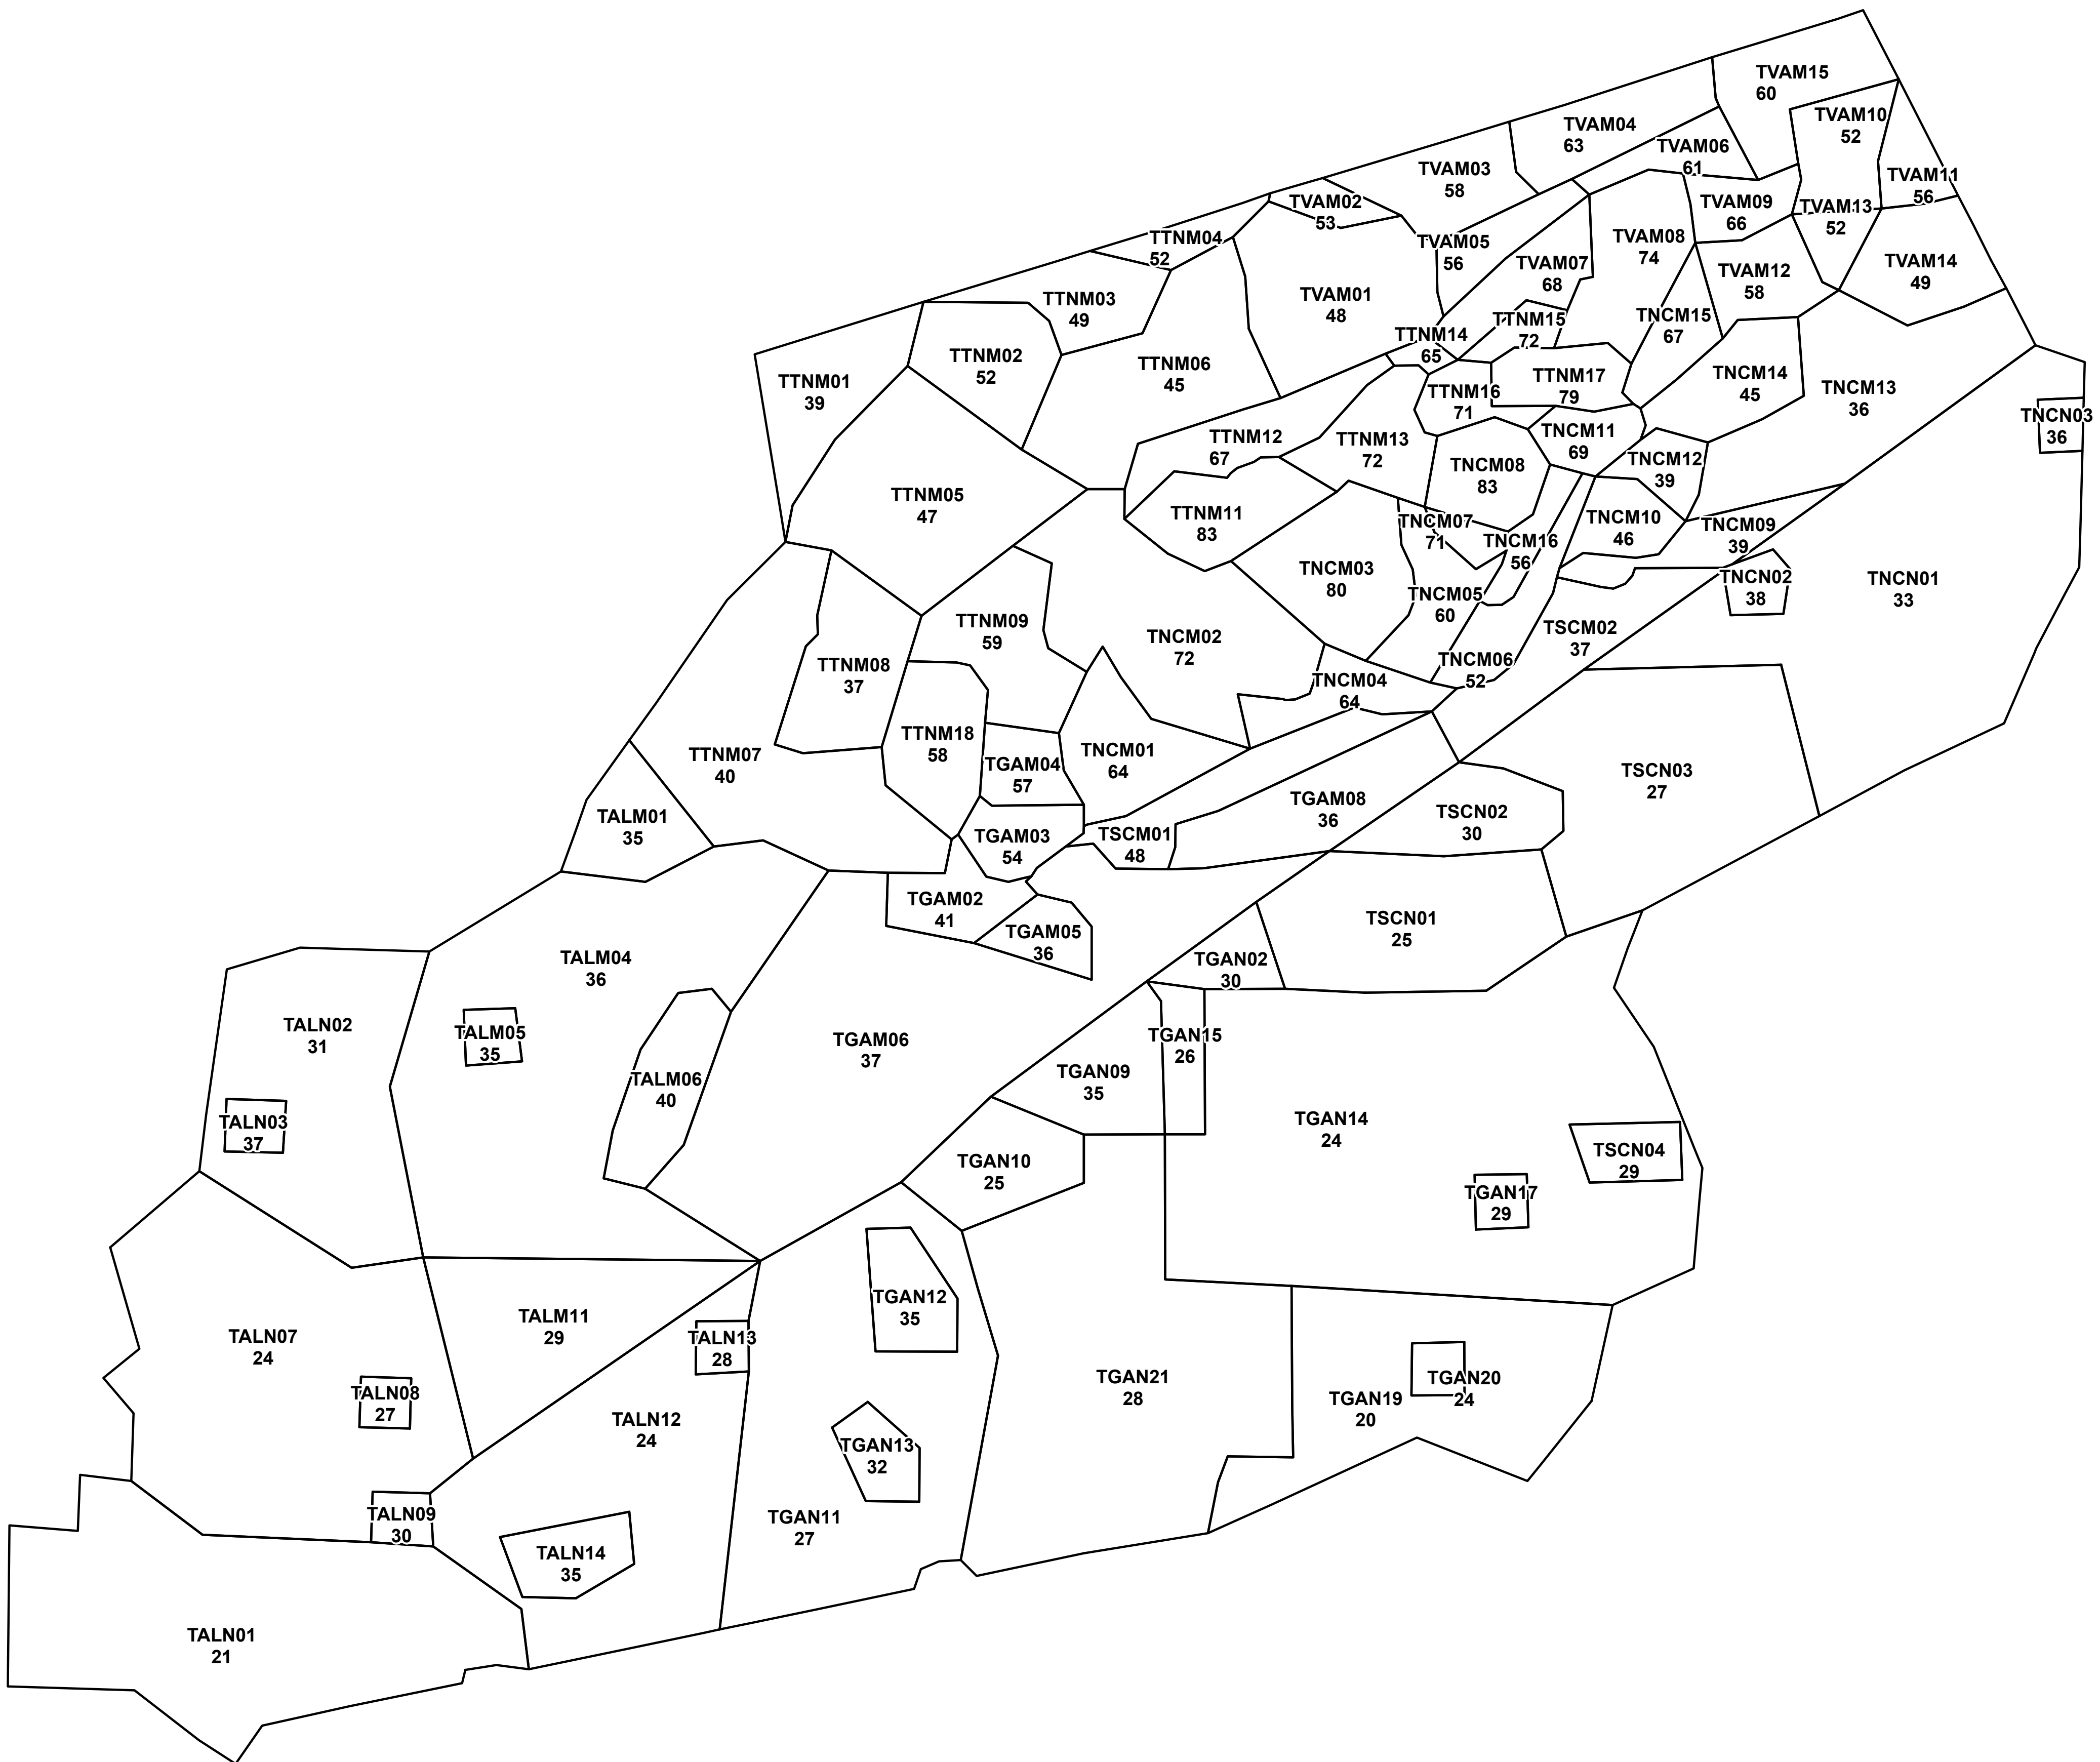 TVAM15
60
TVAM10
52
TVAM04
63
TVAM06
61
TVAM03
58
TVAM11
56
TVAM02
53
TVAM09
66
TVAM13
52
TTNM04
52
TVAM05
56
TVAM08
74
TVAM07
68
TVAM12
58
TVAM14
49
TTNM03
49
TVAM01
48
TTNM15
72
TNCM15
67
TTNM14
65
TTNM02
52
TTNM06
45
TTNM01
39
TTNM17
79
TNCM14
45
TNCM13
36
TTNM16
71
TNCN03
36
TTNM12
67
TTNM13
72
TNCM11
69
TNCM08
83
TNCM12
39
TTNM05
47
TTNM11
83
TNCM07
71
TNCM16
56
TNCM10
46
TNCM09
39
TNCM03
80
TNCN02
38
TNCN01
33
TNCM05
60
TTNM09
59
TNCM02
72
TSCM02
37
TTNM08
37
TNCM06
52
TNCM04
64
TTNM18
58
TTNM07
40
TNCM01
64
TGAM04
57
TSCN03
27
TGAM08
36
TALM01
35
TSCN02
30
TGAM03
54
TSCM01
48
TGAM02
41
TSCN01
25
TGAM05
36
TALM04
36
TGAN02
30
TALN02
31
TALM05
35
TGAM06
37
TGAN15
26
TGAN09
35
TALM06
40
TALN03
37
TGAN14
24
TSCN04
29
TGAN10
25
TGAN17
29
TGAN12
35
TALM11
29
TALN07
24
TALN13
28
TGAN21
28
TGAN20
24
TALN08
27
TGAN19
20
TALN12
24
TGAN13
32
TALN09
30
TGAN11
27
TALN14
35
TALN01
21